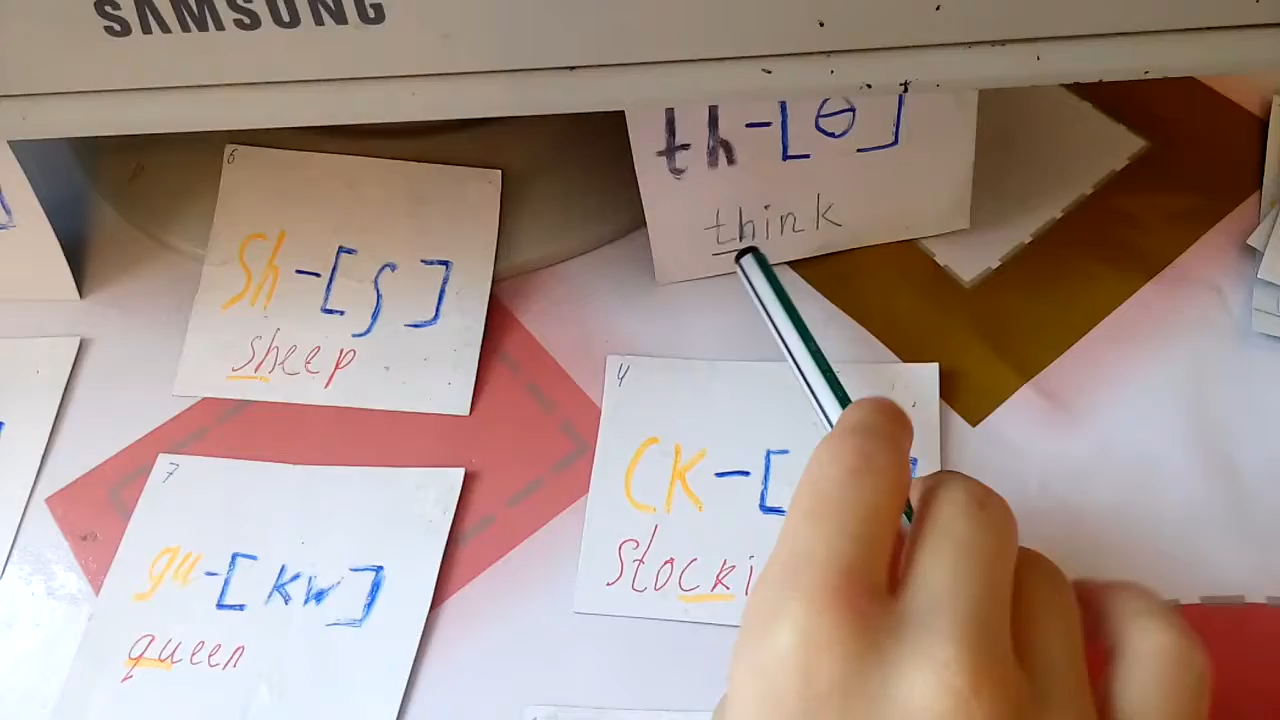 SAMSUNG
th-[θ]
think
6
Sh-[ʃ]
sheep
4
CK-[
stocki
7
qu-[kw]
queen